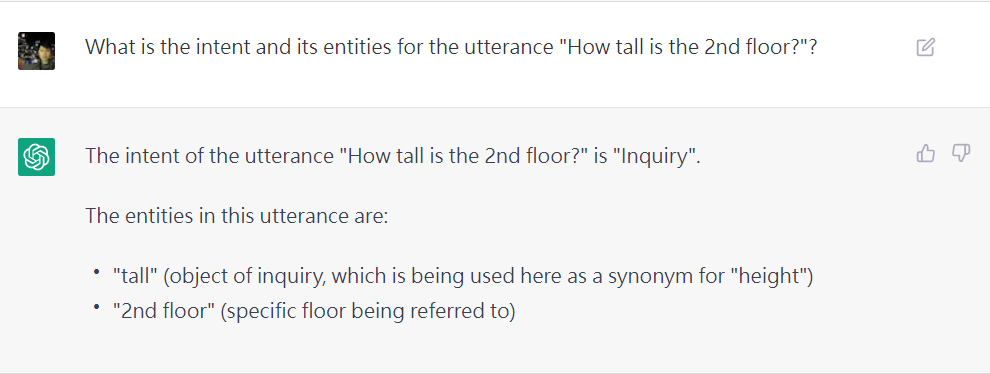 What is the intent and its entities for the utterance "How tall is the 2nd floor?"?
The intent of the utterance "How tall is the 2nd floor?" is "Inquiry".
The entities in this utterance are:
• "tall" (object of inquiry, which is being used here as a synonym for "height")
• "2nd floor" (specific floor being referred to)